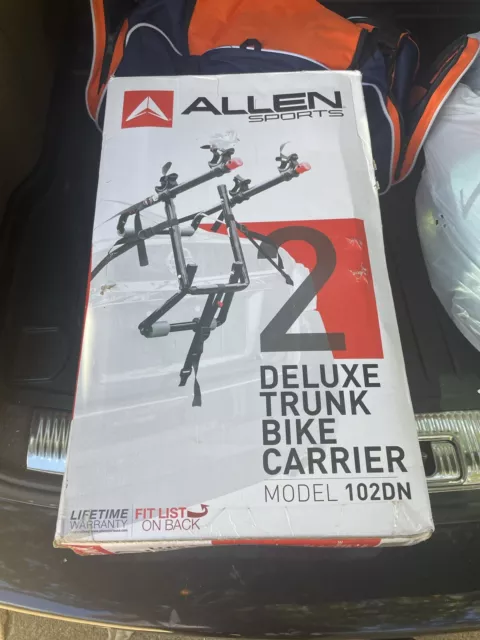 ALLEN
SPORTS
2
DELUXE
TRUNK
BIKE
CARRIER
MODEL 102DN
LIFETIME
WARRANTY
FIT LIST
ON BACK